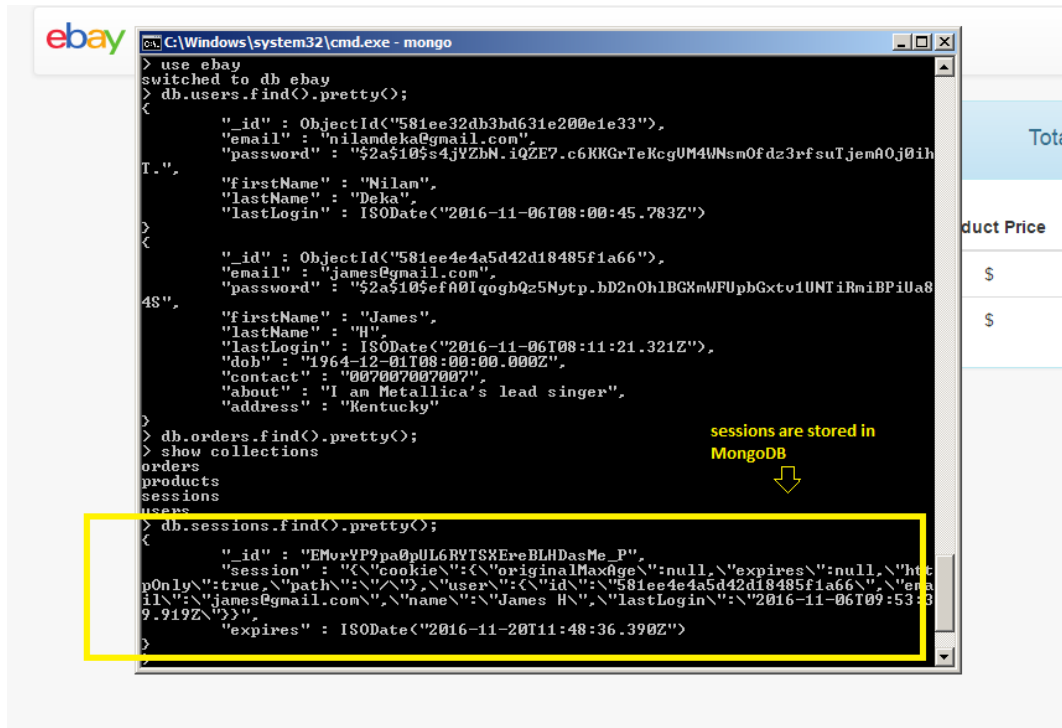 ebay
C:\Windows\system32\cmd.exe - mongo
> use ebay
switched to db ebay
> db.users.find().pretty();
{
"_id" : ObjectId("581ee32db3bd631e200e1e33"),
"email" : "nilamdeka@gmail.com",
"password" : "$2a$10$s4jYZbN.iQZE7.c6KKGrTeKcgVM4WNsmOfdz3rfsuTjemAOj0ih
T.",
"firstName" : "Nilam",
"lastName" : "Deka",
"lastLogin" : ISODate("2016-11-06T08:00:45.783Z")
}
{
"_id" : ObjectId("581ee4e4a5d42d18485f1a66"),
"email" : "james@gmail.com",
"password" : "$2a$10$efA0IqogbQz5Nytp.bD2nOhlBGXmWFUpbGxtv1UNTiRmiBPiUa8
4S",
"firstName" : "James",
"lastName" : "H",
"lastLogin" : ISODate("2016-11-06T08:11:21.321Z"),
"dob" : "1964-12-01T08:00:00.000Z",
"contact" : "007007007007",
"about" : "I am Metallica's lead singer",
"address" : "Kentucky"
}
> db.orders.find().pretty();
> show collections
orders
products
sessions
users
> db.sessions.find().pretty();
{
"_id" : "EMvrYP9pa0pUL6RYTSXEreBLHDasMe_P",
"session" : "{\"cookie\":{\"originalMaxAge\":null,\"expires\":null,\"htt
pOnly\":true,\"path\":\"/\"},\"user\":{\"id\":\"581ee4e4a5d42d18485f1a66\",\"ema
il\":\"james@gmail.com\",\"name\":\"James H\",\"lastLogin\":\"2016-11-06T09:53:3
9.919Z\"}}",
"expires" : ISODate("2016-11-20T11:48:36.390Z")
}
>
sessions are stored in
MongoDB
Tota
duct Price
$
$